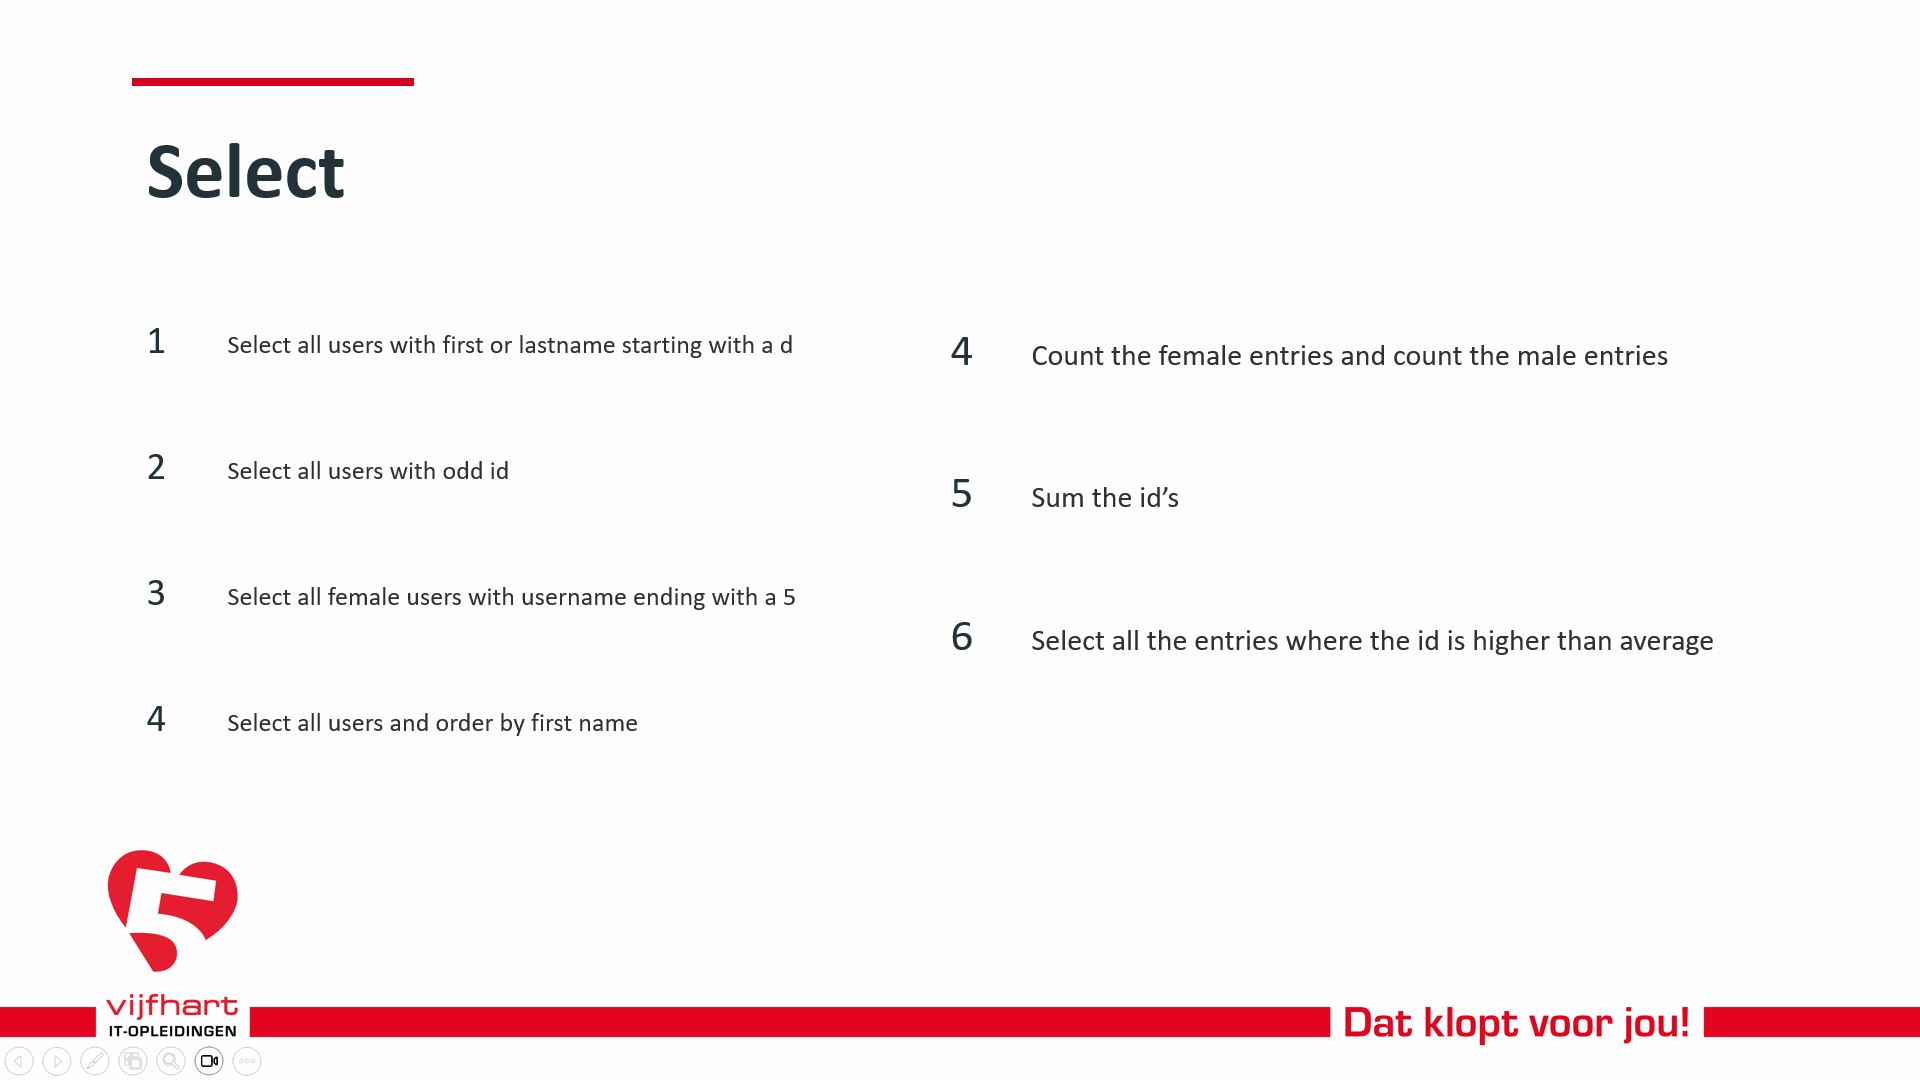 Select
1 Select all users with first or lastname starting with a d
2 Select all users with odd id
3 Select all female users with username ending with a 5
4 Select all users and order by first name
4 Count the female entries and count the male entries
5 Sum the id’s
6 Select all the entries where the id is higher than average
5
vijfhart
IT-OPLEIDINGEN
Dat klopt voor jou!